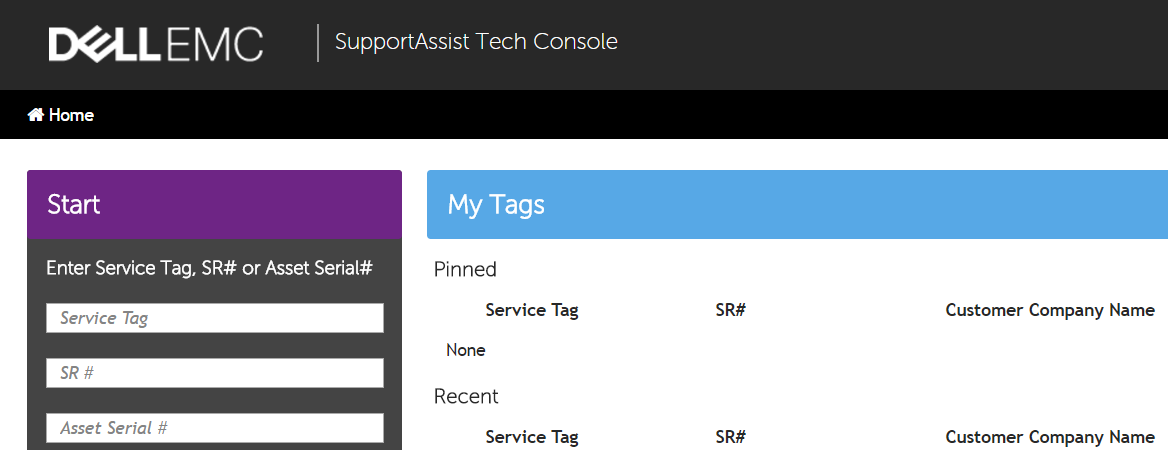 DELLEMC
SupportAssist Tech Console
Home
Start
Enter Service Tag, SR# or Asset Serial#
Service Tag
SR #
Asset Serial #
My Tags
Pinned
Service Tag SR# Customer Company Name
None
Recent
Service Tag SR# Customer Company Name